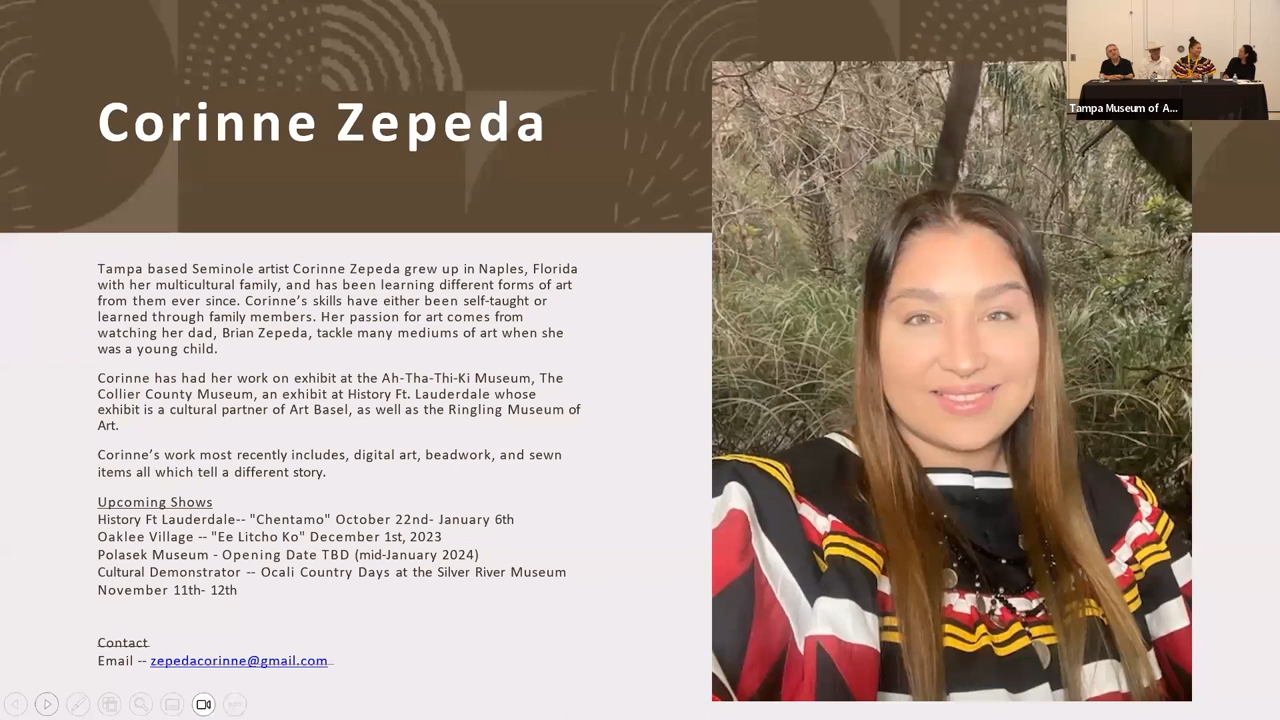 Tampa Museum of A...
Corinne Zepeda
Tampa based Seminole artist Corinne Zepeda grew up in Naples, Florida
with her multicultural family, and has been learning different forms of art
from them ever since. Corinne’s skills have either been self-taught or
learned through family members. Her passion for art comes from
watching her dad, Brian Zepeda, tackle many mediums of art when she
was a young child.
Corinne has had her work on exhibit at the Ah-Tha-Thi-Ki Museum, The
Collier County Museum, an exhibit at History Ft. Lauderdale whose
exhibit is a cultural partner of Art Basel, as well as the Ringling Museum of
Art.
Corinne’s work most recently includes, digital art, beadwork, and sewn
items all which tell a different story.
Upcoming Shows
History Ft Lauderdale-- "Chentamo" October 22nd- January 6th
Oaklee Village -- "Ee Litcho Ko" December 1st, 2023
Polasek Museum - Opening Date TBD (mid-January 2024)
Cultural Demonstrator -- Ocali Country Days at the Silver River Museum
November 11th- 12th
Contact
Email -- zepedacorinne@gmail.com